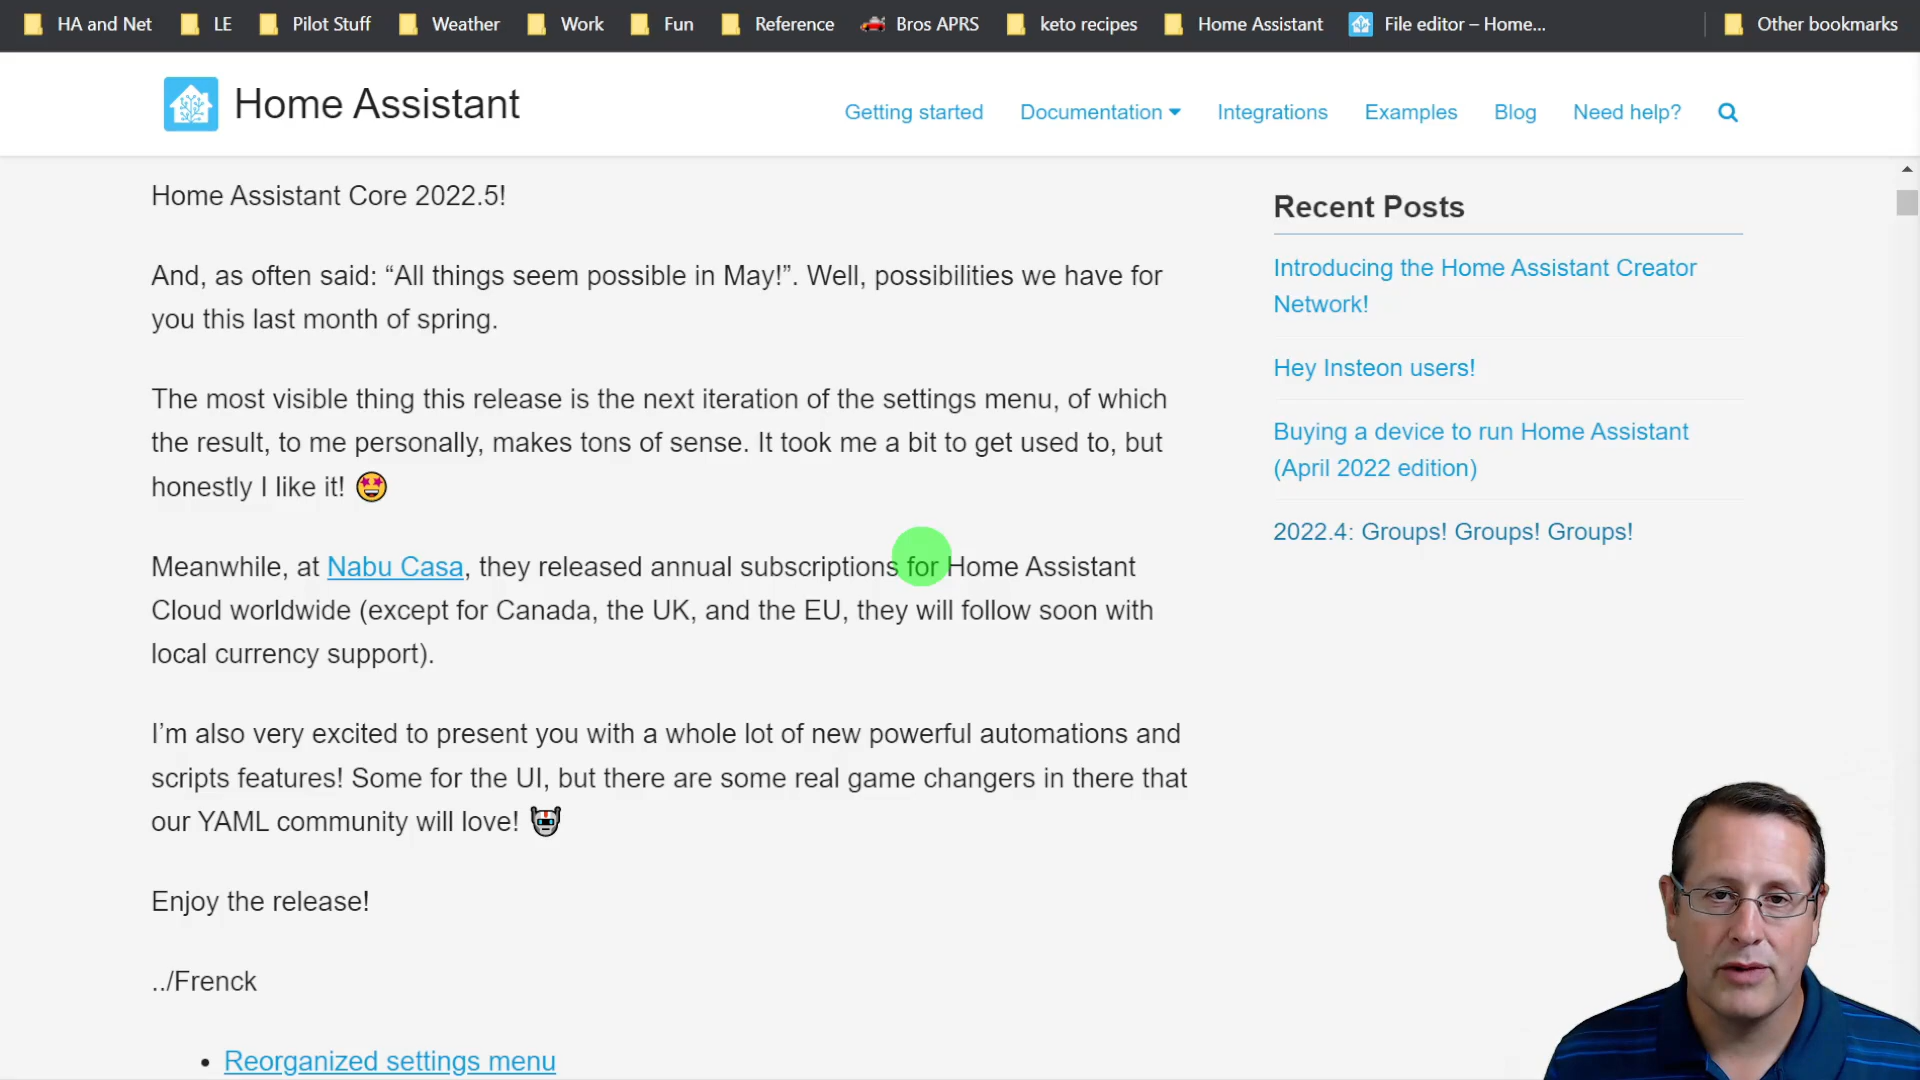 HA and Net LE Pilot Stuff Weather Work Fun Reference Bros APRS keto recipes Home Assistant File editor – Home... Other bookmarks
Home Assistant
Getting started Documentation Integrations Examples Blog Need help?
Home Assistant Core 2022.5!
And, as often said: “All things seem possible in May!”. Well, possibilities we have for
you this last month of spring.
The most visible thing this release is the next iteration of the settings menu, of which
the result, to me personally, makes tons of sense. It took me a bit to get used to, but
honestly I like it! 🤩
Meanwhile, at Nabu Casa, they released annual subscriptions for Home Assistant
Cloud worldwide (except for Canada, the UK, and the EU, they will follow soon with
local currency support).
I’m also very excited to present you with a whole lot of new powerful automations and
scripts features! Some for the UI, but there are some real game changers in there that
our YAML community will love! 🤖
Enjoy the release!
../Frenck
• Reorganized settings menu
Recent Posts
Introducing the Home Assistant Creator
Network!
Hey Insteon users!
Buying a device to run Home Assistant
(April 2022 edition)
2022.4: Groups! Groups! Groups!